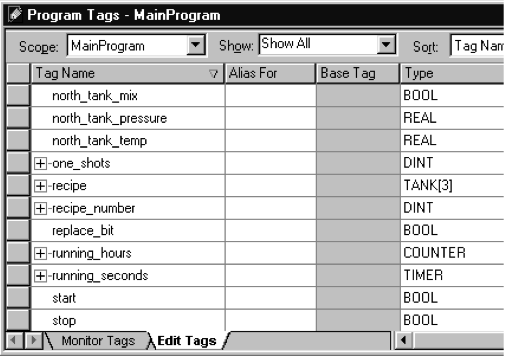 Program Tags - MainProgram
Scope: MainProgram Show: Show All Sort: Tag Nam
Tag Name Alias For Base Tag Type
north_tank_mix BOOL
north_tank_pressure REAL
north_tank_temp REAL
one_shots DINT
recipe TANK[3]
recipe_number DINT
replace_bit BOOL
running_hours COUNTER
running_seconds TIMER
start BOOL
stop BOOL
Monitor Tags Edit Tags